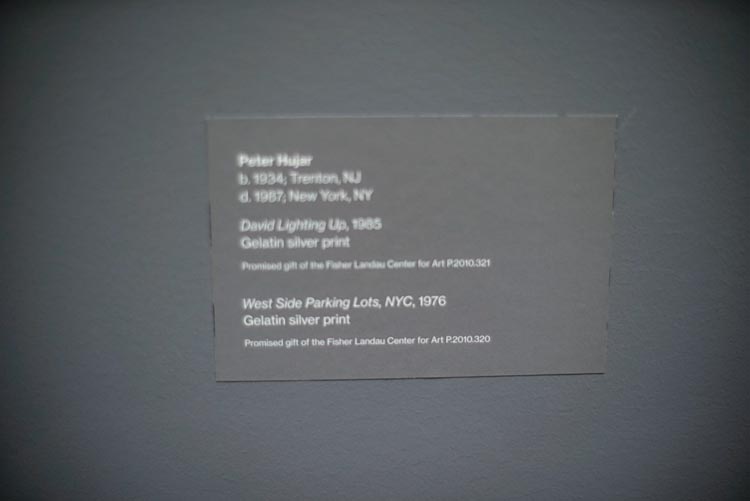 Peter Hujar
b. 1934; Trenton, NJ
d. 1987; New York, NY
David Lighting Up, 1985
Gelatin silver print
Promised gift of the Fisher Landau Center for Art P.2010.321
West Side Parking Lots, NYC, 1976
Gelatin silver print
Promised gift of the Fisher Landau Center for Art P.2010.320